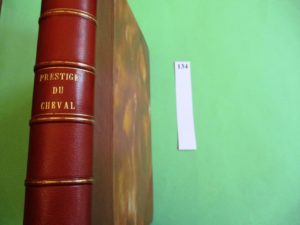 PRESTIGE
DU
CHEVAL
134